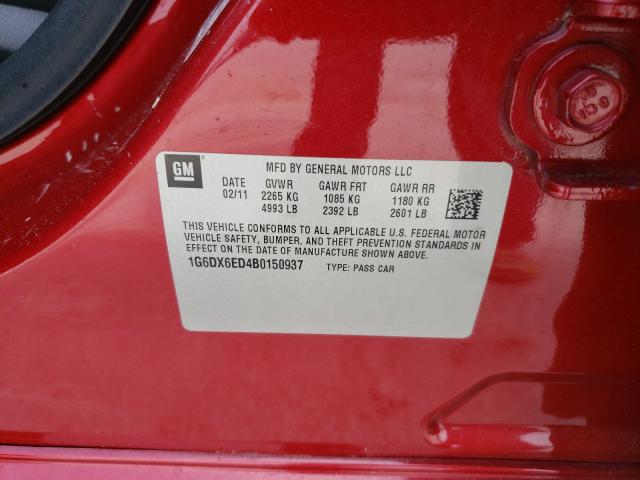 GM MFD BY GENERAL MOTORS LLC
DATE GVWR GAWR FRT GAWR RR
02/11 2265 KG 1085 KG 1180 KG
4993 LB 2392 LB 2601 LB
THIS VEHICLE CONFORMS TO ALL APPLICABLE U.S. FEDERAL MOTOR
VEHICLE SAFETY, BUMPER, AND THEFT PREVENTION STANDARDS IN
EFFECT ON THE DATE OF MANUFACTURE SHOWN ABOVE.
1G6DX6ED4B0150937 TYPE: PASS CAR